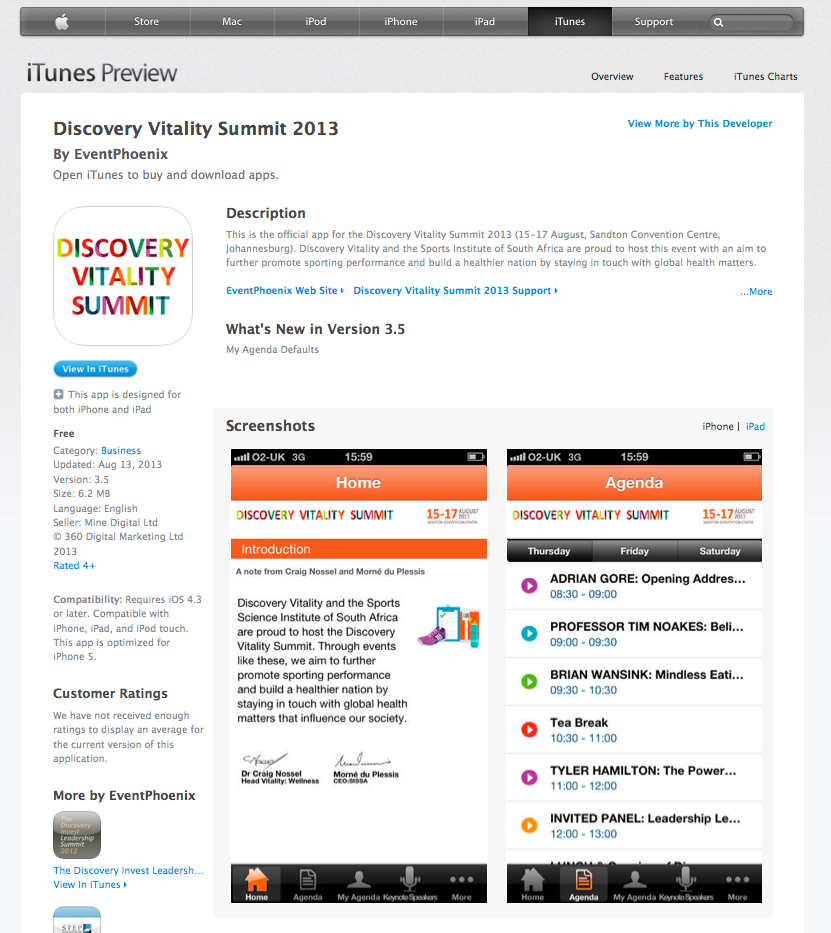 Store
Mac
iPod
iPhone
iPad
iTunes
Support
iTunes Preview
Overview
Features
iTunes Charts
Discovery Vitality Summit 2013
View More by This Developer
By EventPhoenix
Open iTunes to buy and download apps.
DISCOVERY
VITALITY
SUMMIT
View In iTunes
This app is designed for
both iPhone and iPad
Free
Category: Business
Updated: Aug 13, 2013
Version: 3.5
Size: 6.2 MB
Language: English
Seller: Mine Digital Ltd
© 360 Digital Marketing Ltd
2013
Rated 4+
Compatibility: Requires iOS 4.3
or later. Compatible with
iPhone, iPad, and iPod touch.
This app is optimized for
iPhone 5.
Customer Ratings
We have not received enough
ratings to display an average for
the current version of this
application.
More by EventPhoenix
The
Discovery
Invest
Leadership
Summit
2012
The Discovery Invest Leadersh...
View In iTunes
STEP
Description
This is the official app for the Discovery Vitality Summit 2013 (15-17 August, Sandton Convention Centre,
Johannesburg). Discovery Vitality and the Sports Institute of South Africa are proud to host this event with an aim to
further promote sporting performance and build a healthier nation by staying in touch with global health matters.
EventPhoenix Web Site
Discovery Vitality Summit 2013 Support
...More
What's New in Version 3.5
My Agenda Defaults
Screenshots
iPhone | iPad
O2-UK 3G 15:59
Home
DISCOVERY VITALITY SUMMIT
15-17 AUGUST 2013
SANDTON CONVENTION CENTRE
Introduction
A note from Craig Nossel and Morné du Plessis
Discovery Vitality and the Sports
Science Institute of South Africa
are proud to host the Discovery
Vitality Summit. Through events
like these, we aim to further
promote sporting performance
and build a healthier nation by
staying in touch with global health
matters that influence our society.
Dr Craig Nossel
Head Vitality: Wellness
Morné du Plessis
CEO:SISSA
Home
Agenda
My Agenda
Keynote Speakers
More
O2-UK 3G 15:59
Agenda
DISCOVERY VITALITY SUMMIT
15-17 AUGUST 2013
SANDTON CONVENTION CENTRE
Thursday
Friday
Saturday
ADRIAN GORE: Opening Addres...
08:30 - 09:00
PROFESSOR TIM NOAKES: Beli...
09:00 - 09:30
BRIAN WANSINK: Mindless Eati...
09:30 - 10:30
Tea Break
10:30 - 11:00
TYLER HAMILTON: The Power...
11:00 - 12:00
INVITED PANEL: Leadership Le...
12:00 - 13:00
Home
Agenda
My Agenda
Keynote Speakers
More